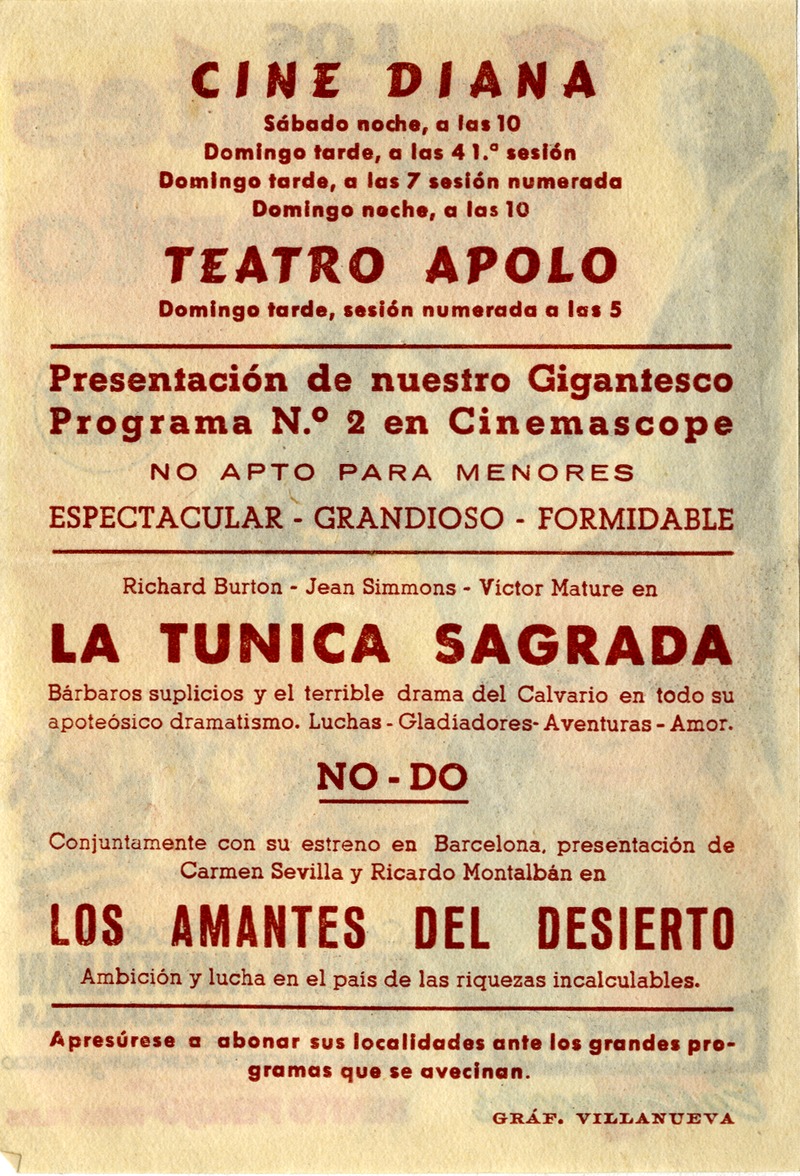 CINE DIANA
Sábado noche, a las 10
Domingo tarde, a las 4 1.ª sesión
Domingo tarde, a las 7 sesión numerada
Domingo noche, a las 10
TEATRO APOLO
Domingo tarde, sesión numerada a las 5
Presentación de nuestro Gigantesco
Programa N.º 2 en Cinemascope
NO APTO PARA MENORES
ESPECTACULAR - GRANDIOSO - FORMIDABLE
Richard Burton - Jean Simmons - Victor Mature en
LA TUNICA SAGRADA
Bárbaros suplicios y el terrible drama del Calvario en todo su
apoteósico dramatismo. Luchas - Gladiadores- Aventuras - Amor.
NO - DO
Conjuntamente con su estreno en Barcelona, presentación de
Carmen Sevilla y Ricardo Montalbán en
LOS AMANTES DEL DESIERTO
Ambición y lucha en el país de las riquezas incalculables.
Apresúrese a abonar sus localidades ante los grandes pro-
gramas que se avecinan.
GRÁF. VILLANUEVA